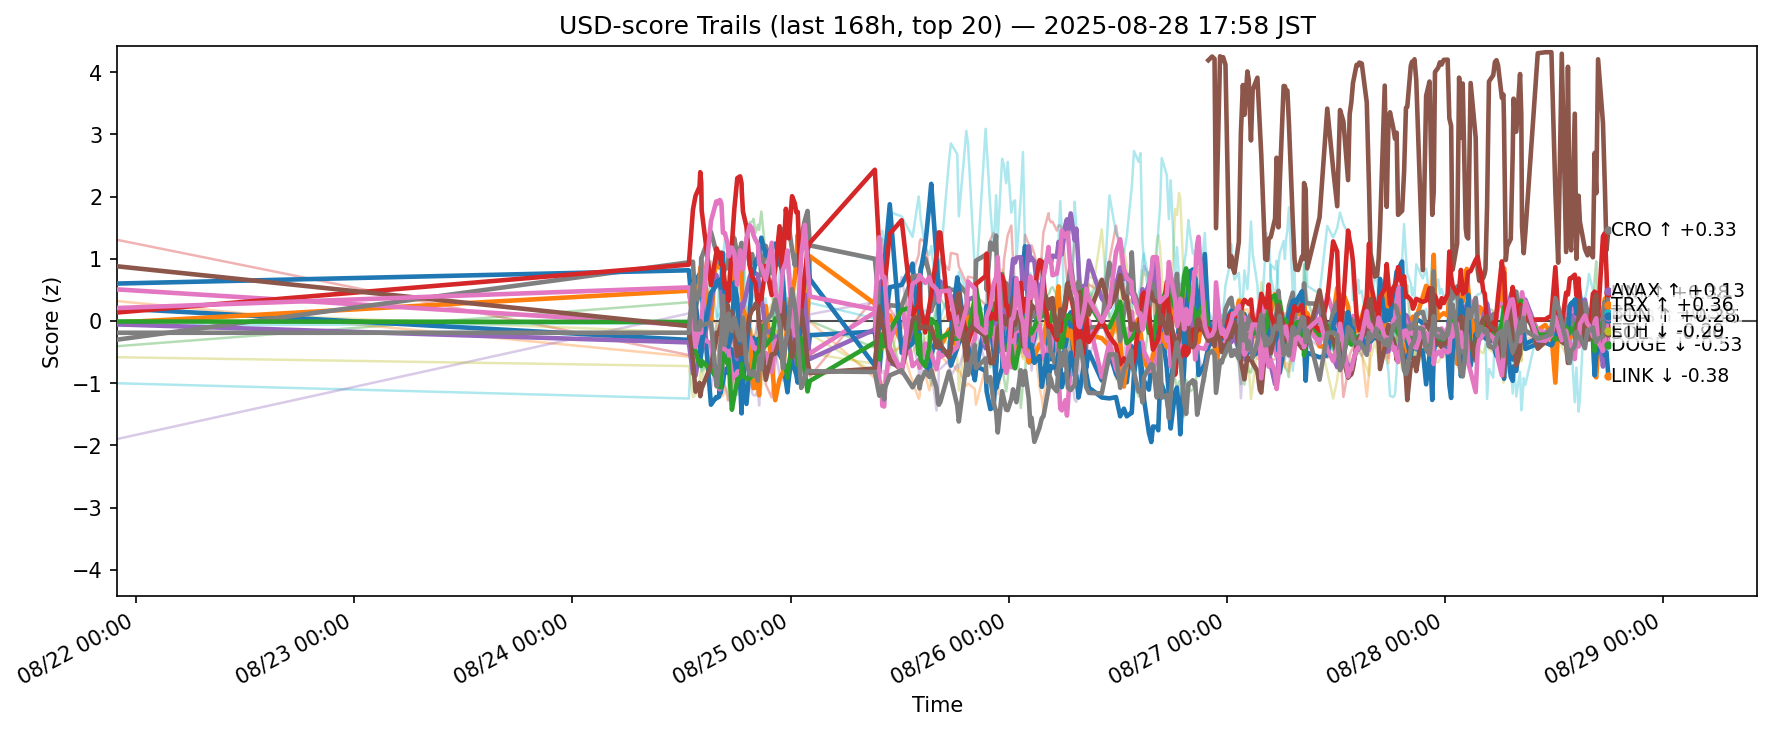 USD-score Trails (last 168h, top 20) — 2025-08-28 17:58 JST
Score (z)
4
3
2
1
0
−1
−2
−3
−4
CRO ↑ +0.33
AVAX ↑ +0.13
TRX ↑ +0.36
TON ↑ +0.28
ETH ↓ -0.29
DOGE ↓ -0.53
LINK ↓ -0.38
08/22 00:00
08/23 00:00
08/24 00:00
08/25 00:00
08/26 00:00
08/27 00:00
08/28 00:00
08/29 00:00
Time